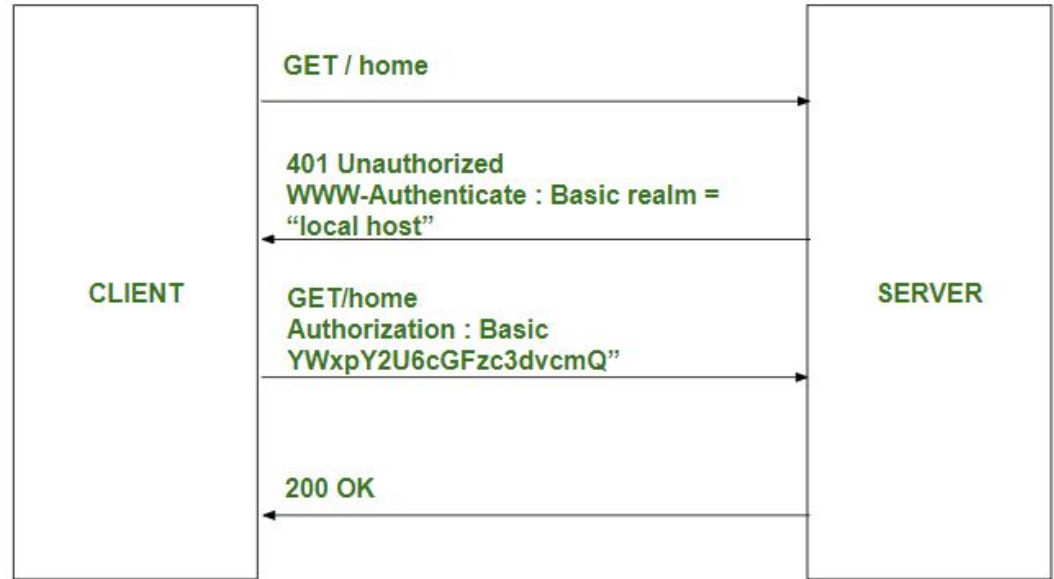 GET / home
401 Unauthorized
WWW-Authenticate : Basic realm =
“local host”
CLIENT
SERVER
GET/home
Authorization : Basic
YWxpY2U6cGFzc3dvcmQ”
200 OK